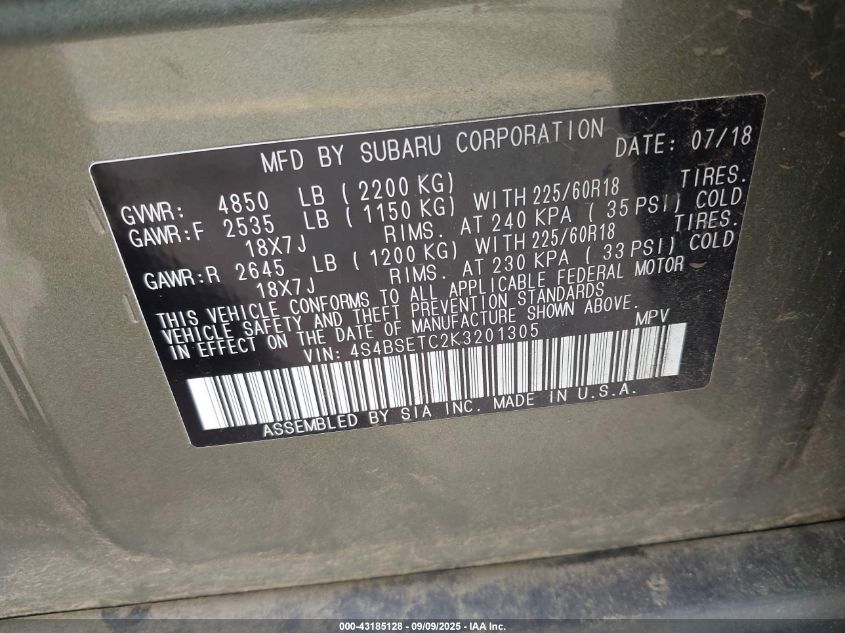 MFD BY SUBARU CORPORATION DATE: 07/18
GVWR: 4850 LB (2200 KG)
GAWR:F 2535 LB (1150 KG) WITH 225/60R18 TIRES.
18X7J RIMS. AT 240 KPA (35 PSI) COLD
GAWR:R 2645 LB (1200 KG) WITH 225/60R18 TIRES.
18X7J RIMS. AT 230 KPA (33 PSI) COLD
THIS VEHICLE CONFORMS TO ALL APPLICABLE FEDERAL MOTOR
VEHICLE SAFETY AND THEFT PREVENTION STANDARDS
IN EFFECT ON THE DATE OF MANUFACTURE SHOWN ABOVE.
VIN: 4S4BSETC2K3201305 MPV
ASSEMBLED BY SIA INC. MADE IN U.S.A.
000-43185128 - 09/09/2025 - IAA Inc.